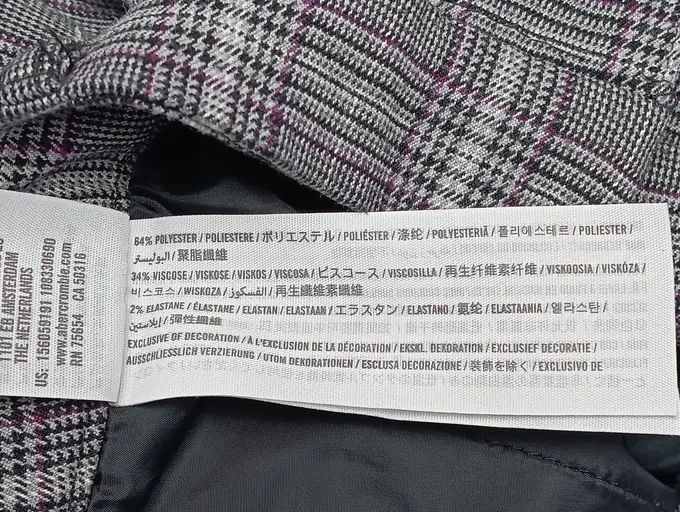 1101 ED AMSTERDAM
THE NETHERLANDS
US: 1.56059191 108330690
www.abercrombie.com
RN 75654 CA 50316
64% POLYESTER / POLIESTERE / ポリエステル / POLIÉSTER / 涤纶 / POLYESTERIÄ / 폴리에스테르 / POLIESTER /
البوليستر / 聚脂纖維
34% VISCOSE / VISKOSE / VISKOS / VISCOSA / ビスコース / VISCOSILLA / 再生纤维素纤维 / VISKOOSIA / VISKÓZA /
비스코스 / WISKOZA / الفسكوز / 再生纖維素纖維
2% ELASTANE / ÉLASTANE / ELASTAN / ELASTAAN / エラスタン / ELASTANO / 氨纶 / ELASTAANIA / 엘라스탄 /
إيلاستين / 彈性纖維
EXCLUSIVE OF DECORATION / À L'EXCLUSION DE LA DÉCORATION / EKSKL. DEKORATION / EXCLUSIEF DECORATIE /
AUSSCHLIESSLICH VERZIERUNG / UTOM DEKORATIONEN / ESCLUSA DECORAZIONE / 装飾を除く / EXCLUSIVO DE